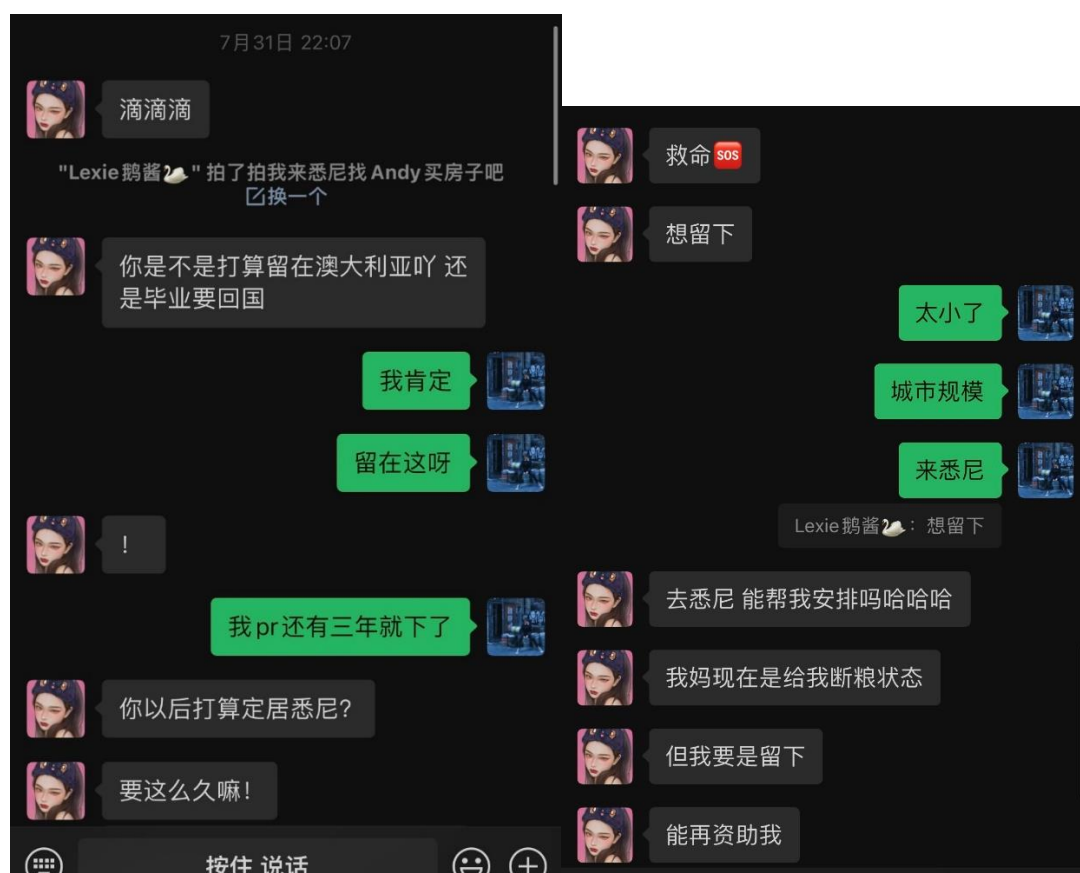 7月31日 22:07
滴滴滴
"Lexie鹅酱🦢" 拍了拍我来悉尼找 Andy 买房子吧
换一个
你是不是打算留在澳大利亚吖 还
是毕业要回国
我肯定
留在这呀
!
我pr还有三年就下了
你以后打算定居悉尼?
要这么久嘛!
按住 说话
救命🆘
想留下
太小了
城市规模
来悉尼
Lexie鹅酱🦢: 想留下
去悉尼 能帮我安排吗哈哈哈
我妈现在是给我断粮状态
但我要是留下
能再资助我